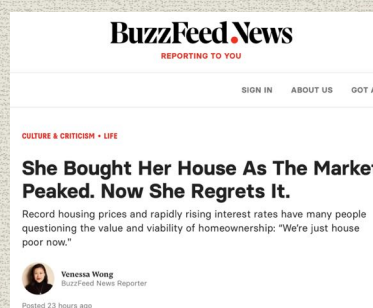 BuzzFeed News
REPORTING TO YOU
SIGN IN ABOUT US GOT
CULTURE & CRITICISM • LIFE
She Bought Her House As The Market
Peaked. Now She Regrets It.
Record housing prices and rapidly rising interest rates have many people
questioning the value and viability of homeownership: “We’re just house
poor now.”
Venessa Wong
BuzzFeed News Reporter
Posted 23 hours ago